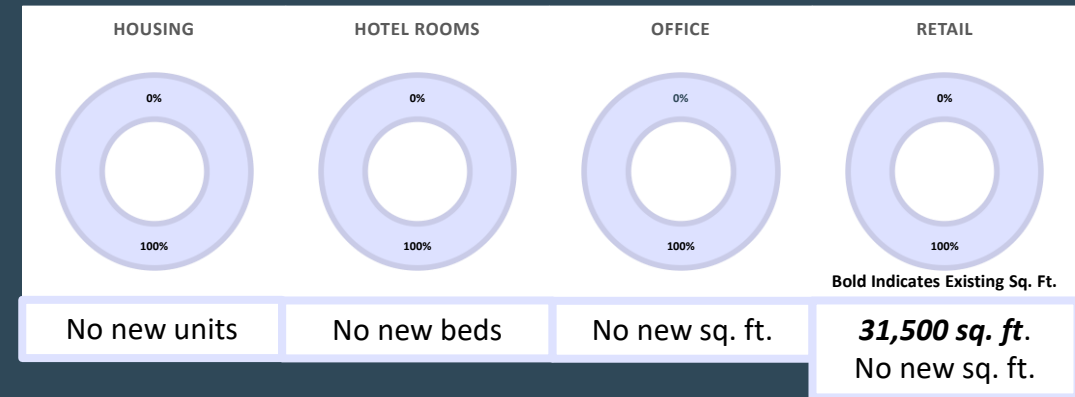 HOUSING
HOTEL ROOMS
OFFICE
RETAIL
0%
0%
0%
0%
100%
100%
100%
100%
Bold Indicates Existing Sq. Ft.
No new units
No new beds
No new sq. ft.
31,500 sq. ft.
No new sq. ft.